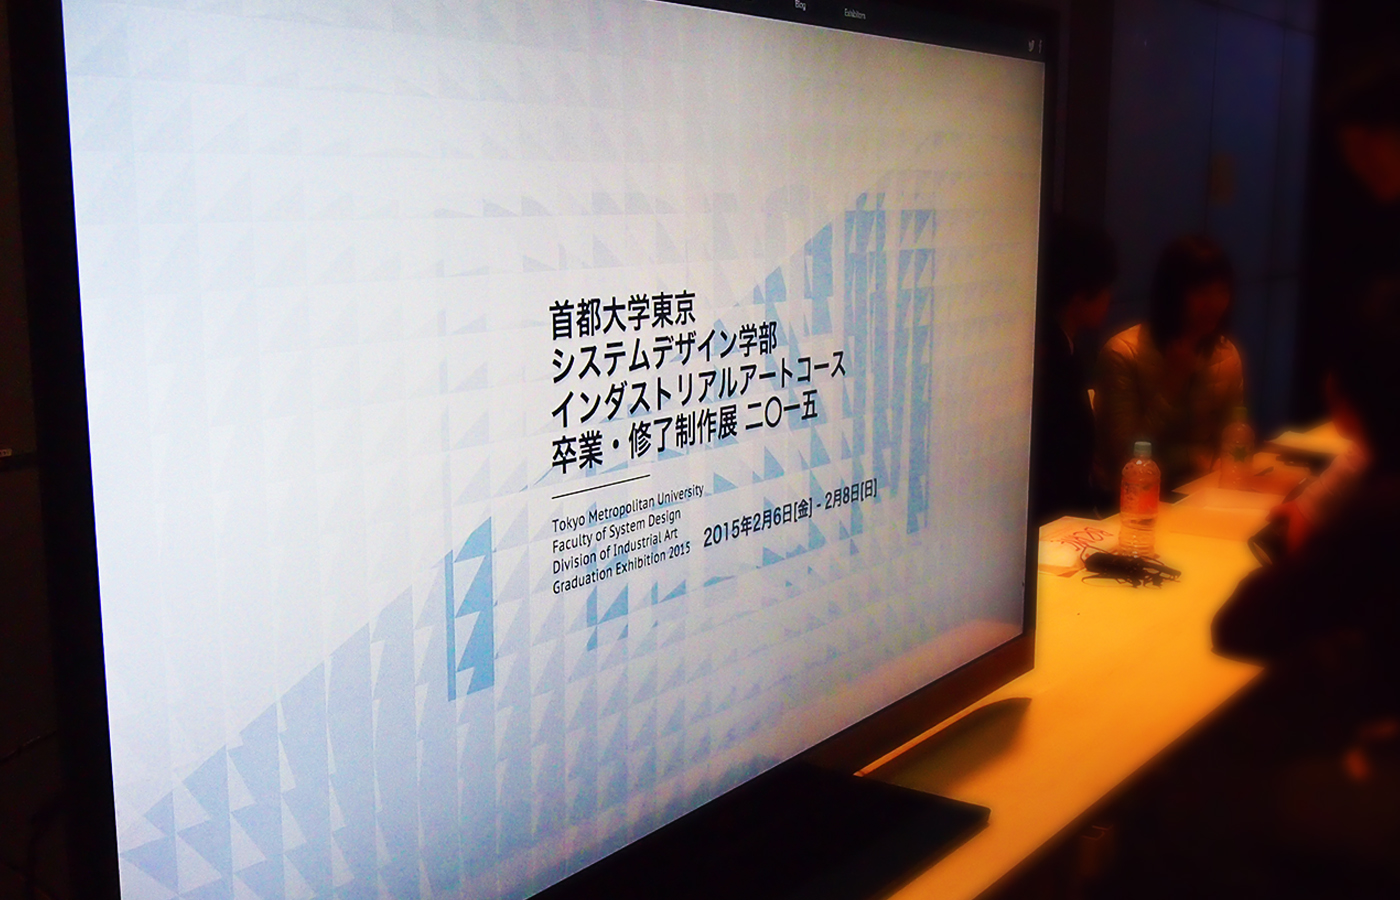 Blog
Exhibitors
首都大学東京
システムデザイン学部
インダストリアルアートコース
卒業・修了制作展 二〇一五
Tokyo Metropolitan University
Faculty of System Design
Division of Industrial Art
Graduation Exhibition 2015
2015年2月6日[金] - 2月8日[日]